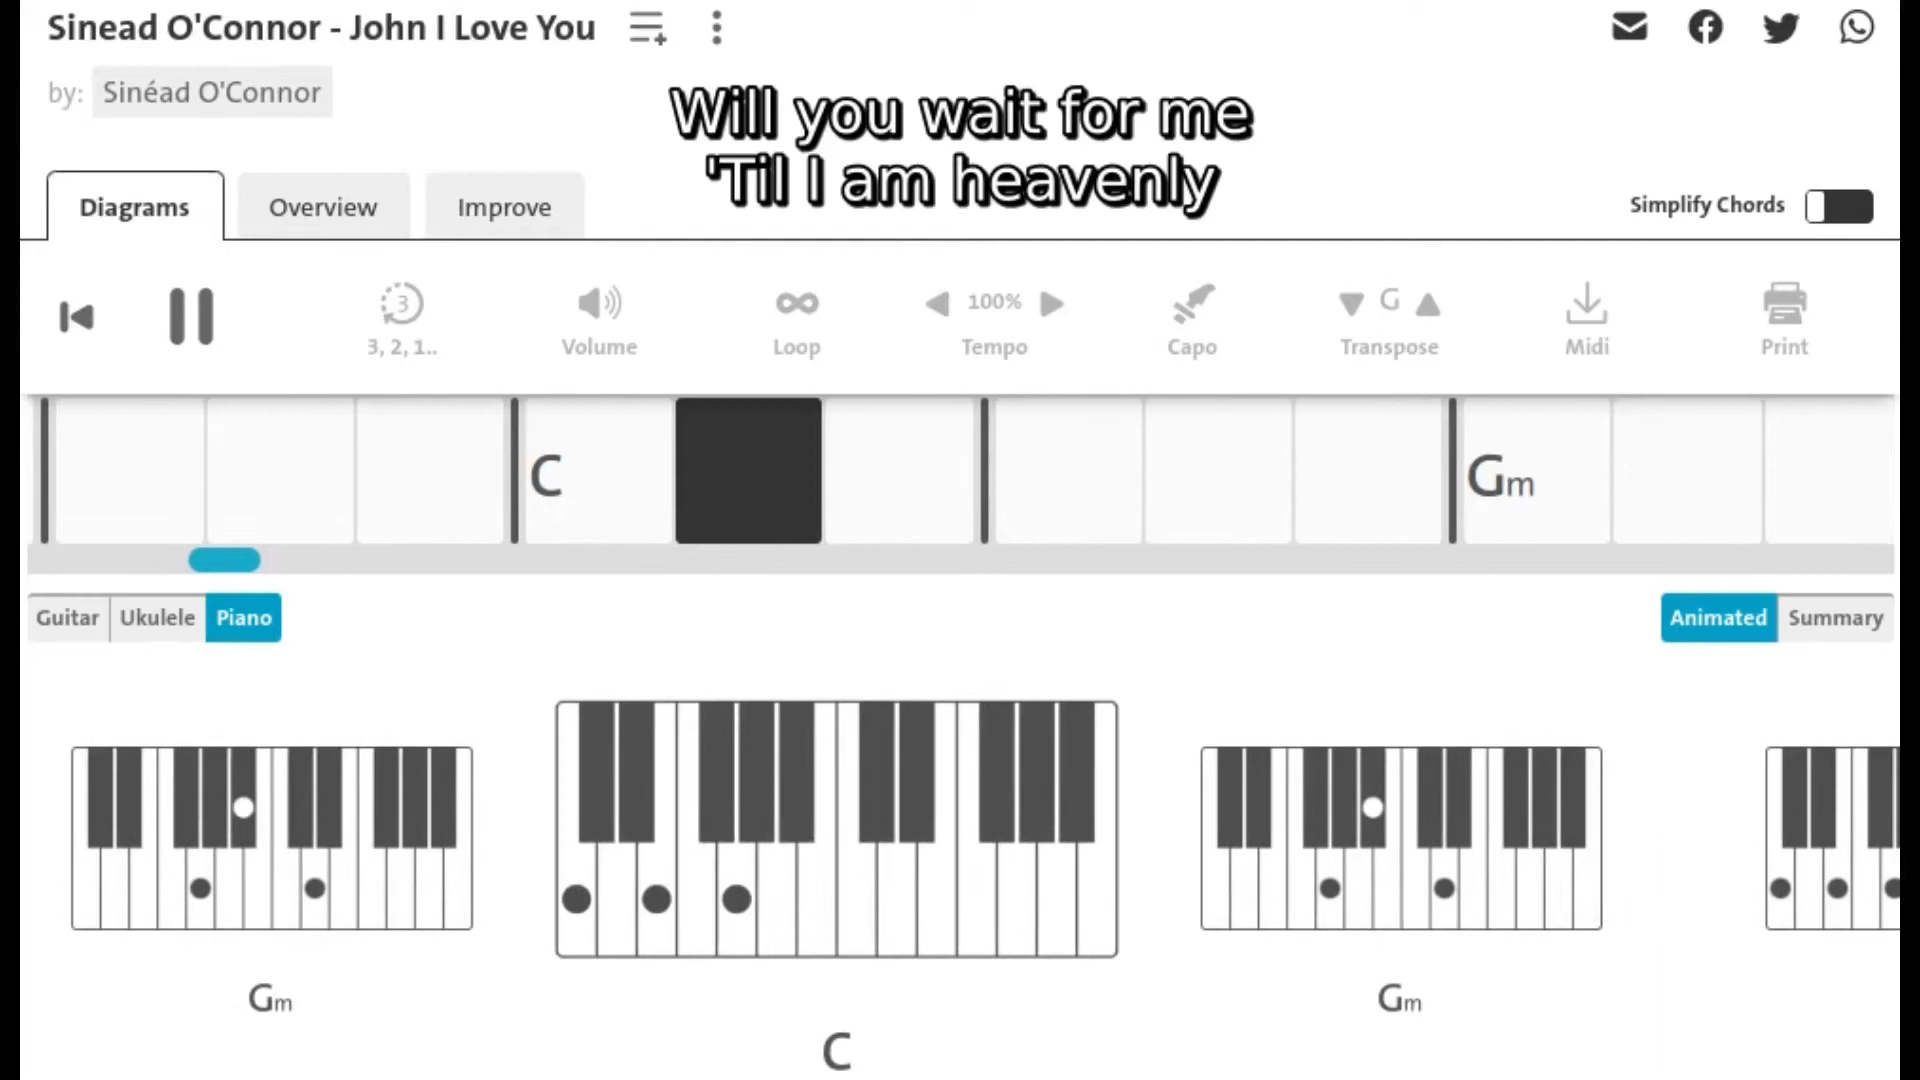 Sinead O'Connor - John I Love You
by: Sinéad O'Connor
Will you wait for me
'Til I am heavenly
Diagrams Overview Improve
Simplify Chords
3
100%
G
3, 2, 1.. Volume Loop Tempo Capo Transpose Midi Print
C Gm
Guitar Ukulele Piano
Animated Summary
Gm
C
Gm